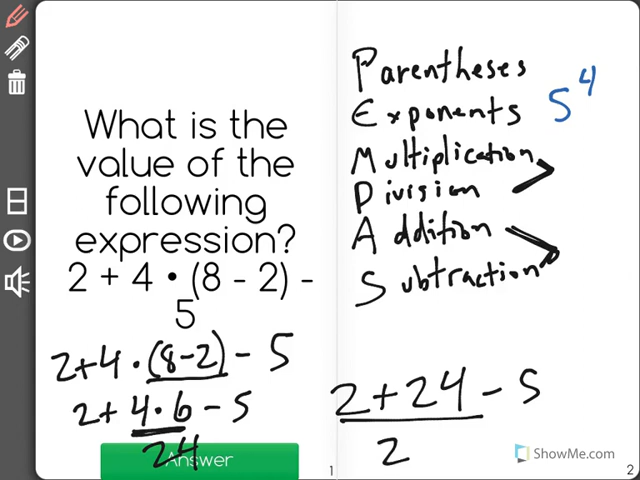 What is the
value of the
following
expression?
2 + 4 • (8 - 2) -
5
2+4 • (8-2) - 5
2+ 4 • 6 - 5
24
Answer
1
Parentheses
Exponents 5^4
Multiplication
Division
Addition
Subtraction
2 + 24 - 5
2
ShowMe.com
2